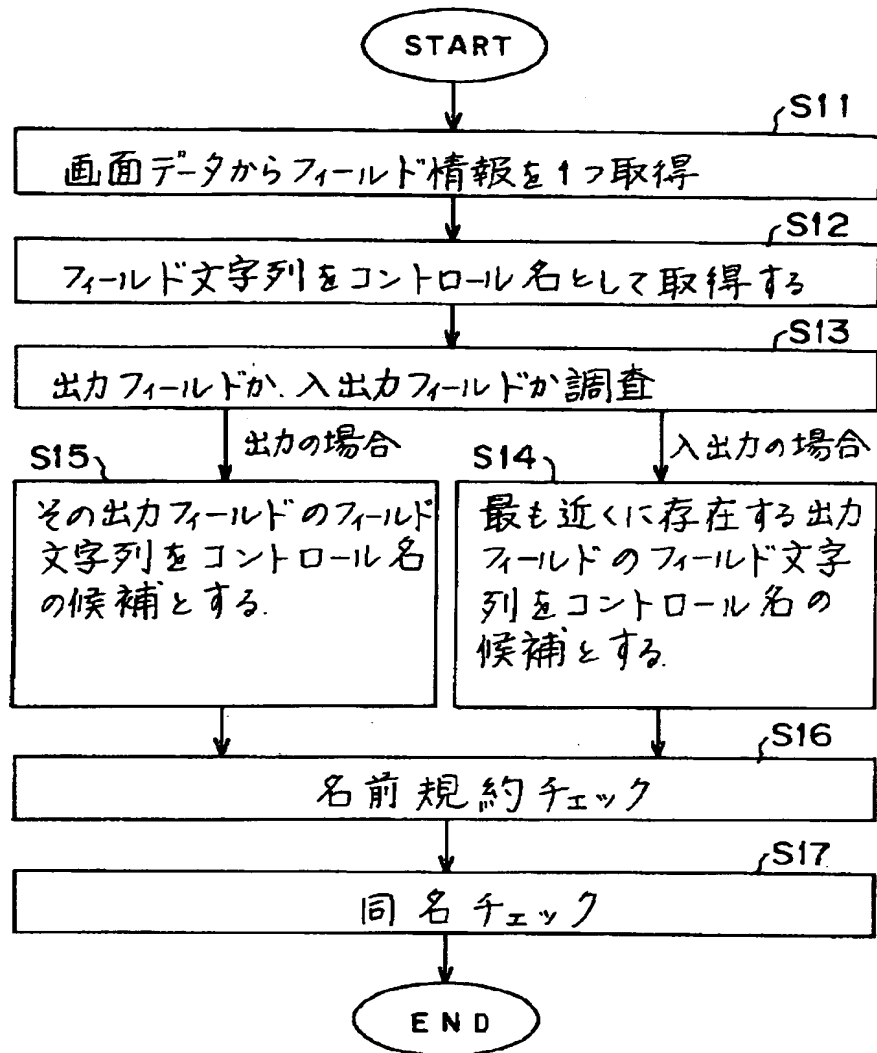 START
S11
画面データからフィールド情報を1つ取得
S12
フィールド文字列をコントロール名として取得する
S13
出力フィールドか、入出力フィールドか調査
出力の場合
入出力の場合
S15
その出力フィールドのフィールド
文字列をコントロール名
の候補とする.
S14
最も近くに存在する出力
フィールドのフィールド文字
列をコントロール名の
候補とする.
S16
名前規約チェック
S17
同名チェック
END